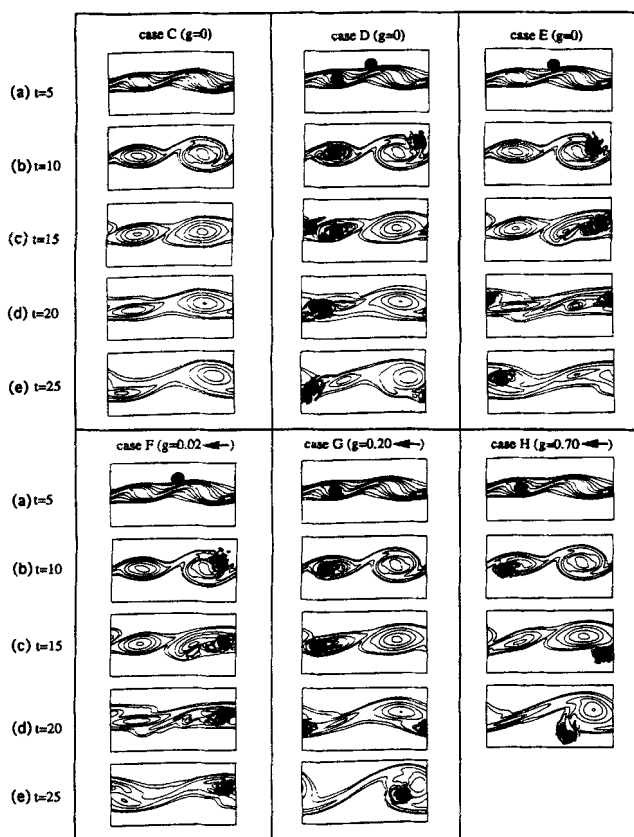 case C (g=0) case D (g=0) case E (g=0)
(a) t=5
(b) t=10
(c) t=15
(d) t=20
(e) t=25
case F (g=0.02 ←) case G (g=0.20 ←) case H (g=0.70 ←)
(a) t=5
(b) t=10
(c) t=15
(d) t=20
(e) t=25